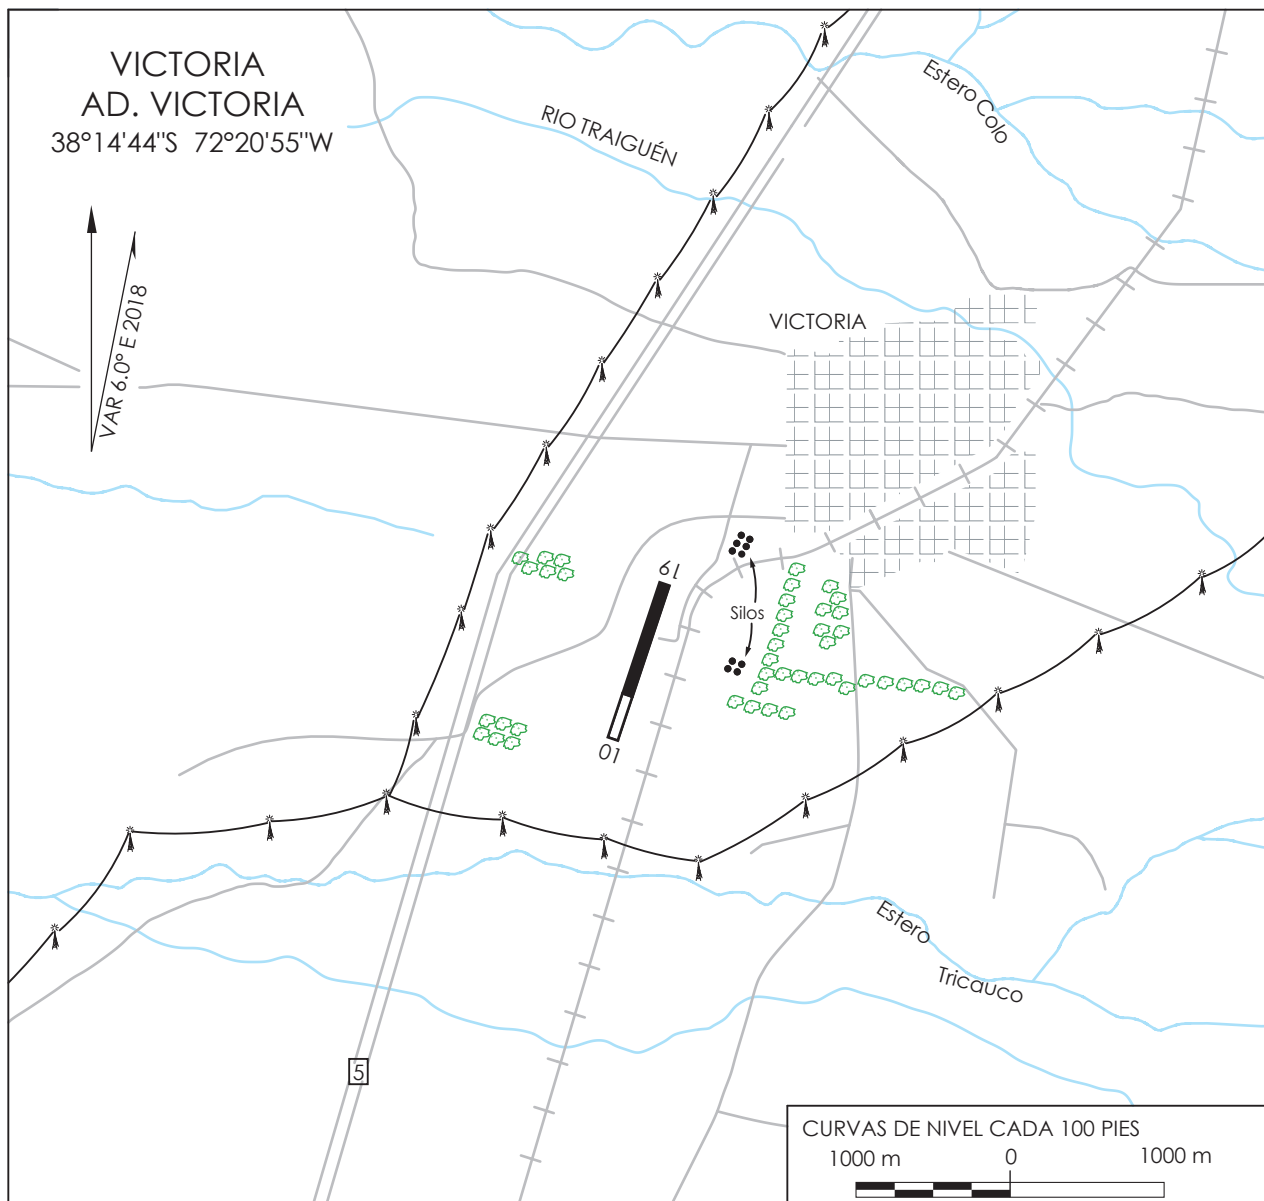 VICTORIA
AD. VICTORIA
38°14'44"S 72°20'55"W
RIO TRAIGUÉN
Estero Colo
VAR 6.0° E 2018
VICTORIA
19
Silos
01
Estero
Tricauco
5
CURVAS DE NIVEL CADA 100 PIES
1000 m 0 1000 m